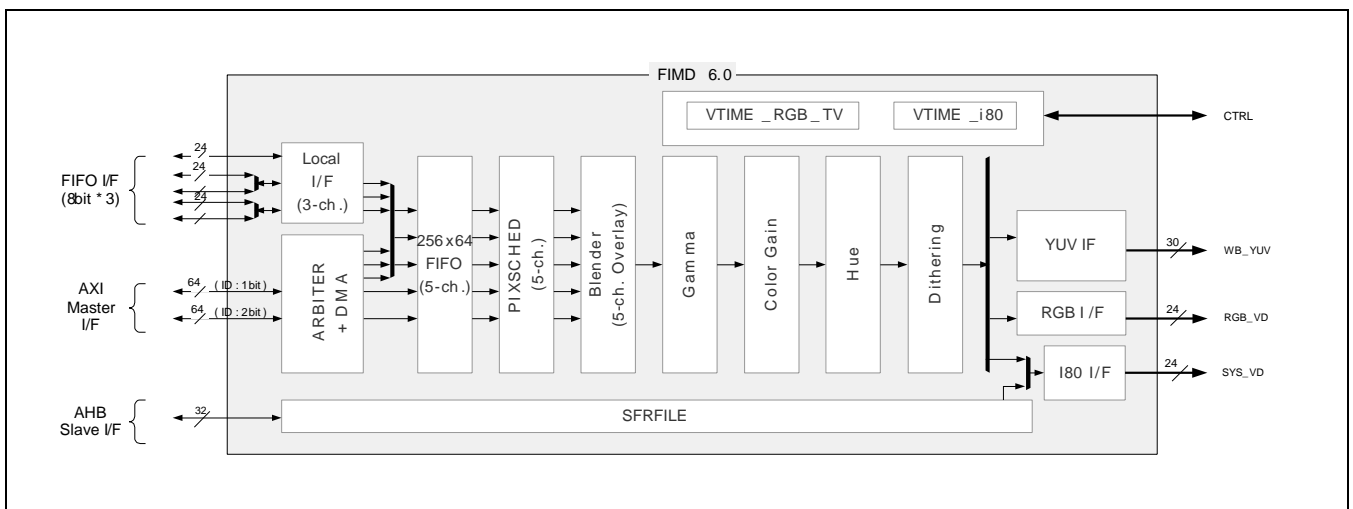 FIMD 6.0
VTIME _RGB_TV
VTIME _i80
CTRL
FIFO I/F
(8bit * 3)
24
24
24
Local
I/F
(3-ch.)
AXI
Master
I/F
64
(ID : 1bit)
64
(ID : 2bit)
ARBITER
+ DMA
256x64
FIFO
(5-ch.)
PIXSCHED
(5-ch.)
Blender
(5-ch. Overlay)
Gamma
Color Gain
Hue
Dithering
YUV IF
30
WB_YUV
RGB I/F
24
RGB_VD
I80 I/F
24
SYS_VD
AHB
Slave I/F
32
SFRFILE